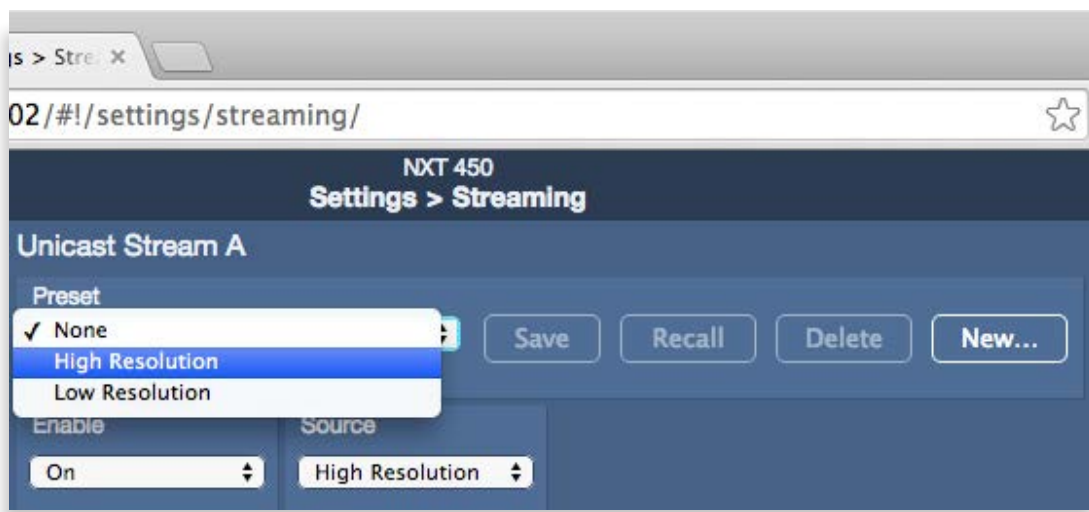 gs > Stre ×
02/#!/settings/streaming/
NXT 450
Settings > Streaming
Unicast Stream A
Preset
✓ None
High Resolution
Low Resolution
Save Recall Delete New...
Enable Source
On High Resolution